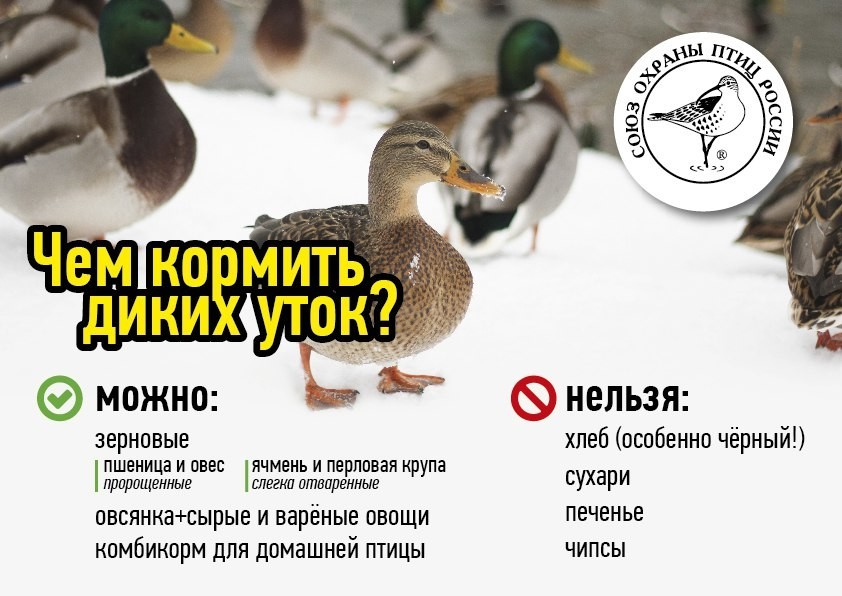 СОЮЗ ОХРАНЫ ПТИЦ РОССИИ
®
Чем кормить
диких уток?
можно:
зерновые
пшеница и овес
пророщенные
ячмень и перловая крупа
слегка отваренные
овсянка+сырые и варёные овощи
комбикорм для домашней птицы
нельзя:
хлеб (особенно чёрный!)
сухари
печенье
чипсы